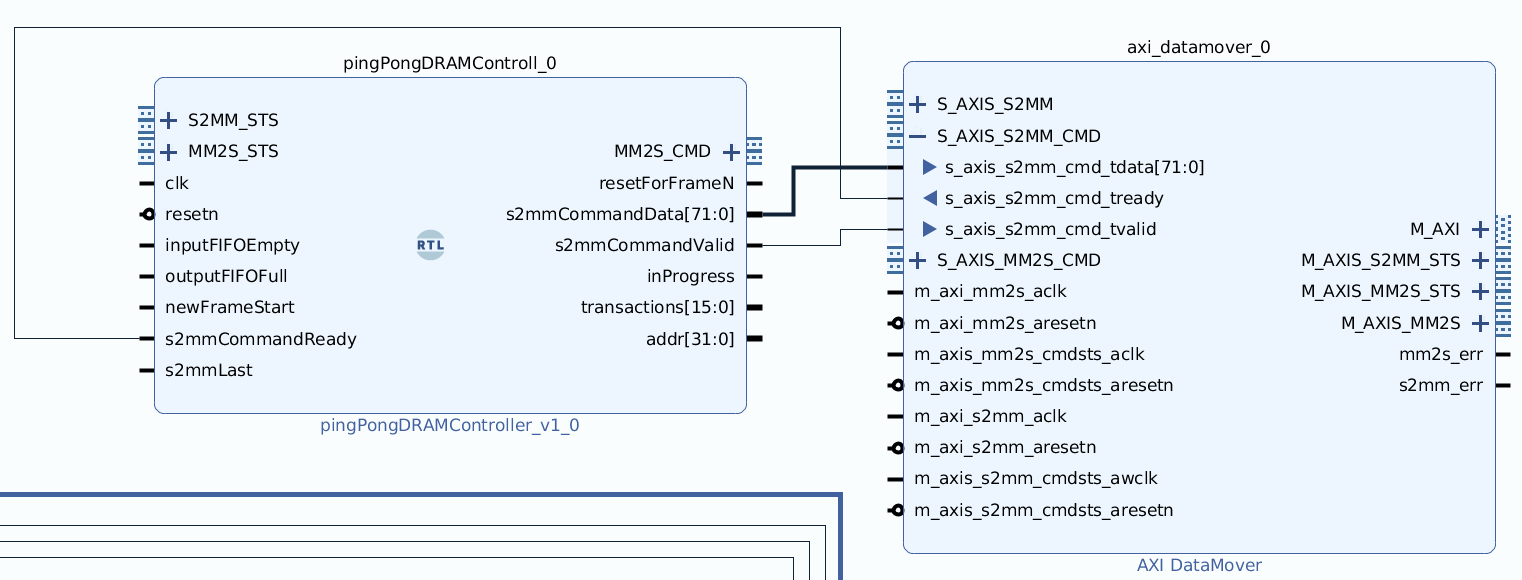 pingPongDRAMControll_0
S2MM_STS
MM2S_STS
clk
resetn
inputFIFOEmpty
outputFIFOFull
newFrameStart
s2mmCommandReady
s2mmLast
RTL
MM2S_CMD
resetForFrameN
s2mmCommandData[71:0]
s2mmCommandValid
inProgress
transactions[15:0]
addr[31:0]
pingPongDRAMController_v1_0
axi_datamover_0
S_AXIS_S2MM
S_AXIS_S2MM_CMD
s_axis_s2mm_cmd_tdata[71:0]
s_axis_s2mm_cmd_tready
s_axis_s2mm_cmd_tvalid
S_AXIS_MM2S_CMD
m_axi_mm2s_aclk
m_axi_mm2s_aresetn
m_axis_mm2s_cmdsts_aclk
m_axis_mm2s_cmdsts_aresetn
m_axi_s2mm_aclk
m_axi_s2mm_aresetn
m_axis_s2mm_cmdsts_awclk
m_axis_s2mm_cmdsts_aresetn
M_AXI
M_AXIS_S2MM_STS
M_AXIS_MM2S_STS
M_AXIS_MM2S
mm2s_err
s2mm_err
AXI DataMover